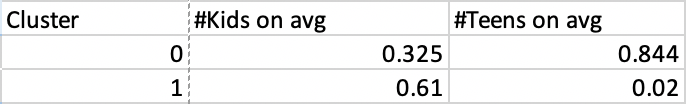 Cluster #Kids on avg #Teens on avg
0 0.325 0.844
1 0.61 0.02